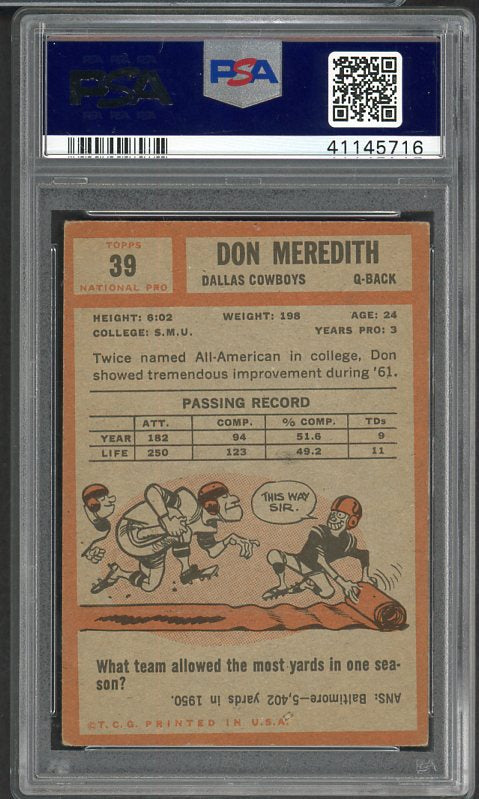 PSA
PSA
41145716
TOPPS
39
NATIONAL PRO
DON MEREDITH
DALLAS COWBOYS Q-BACK
HEIGHT: 6:02 WEIGHT: 198 AGE: 24
COLLEGE: S.M.U. YEARS PRO: 3
Twice named All-American in college, Don
showed tremendous improvement during '61.
PASSING RECORD
ATT. COMP. % COMP. TDs
YEAR 182 94 51.6 9
LIFE 250 123 49.2 11
THIS WAY
SIR.
What team allowed the most yards in one sea-
son?
ANS: Baltimore—5,402 yards in 1950.
©T.C.G. PRINTED IN U.S.A.
PSA